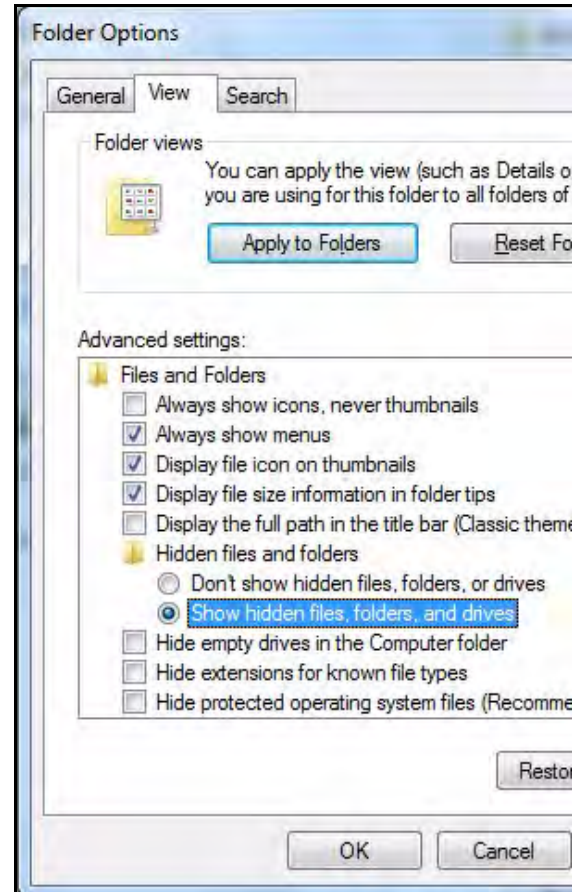 Folder Options
General View Search
Folder views
You can apply the view (such as Details o
you are using for this folder to all folders of
Apply to Folders Reset Fo
Advanced settings:
Files and Folders
Always show icons, never thumbnails
Always show menus
Display file icon on thumbnails
Display file size information in folder tips
Display the full path in the title bar (Classic theme
Hidden files and folders
Don't show hidden files, folders, or drives
Show hidden files, folders, and drives
Hide empty drives in the Computer folder
Hide extensions for known file types
Hide protected operating system files (Recomme
Restor
OK Cancel